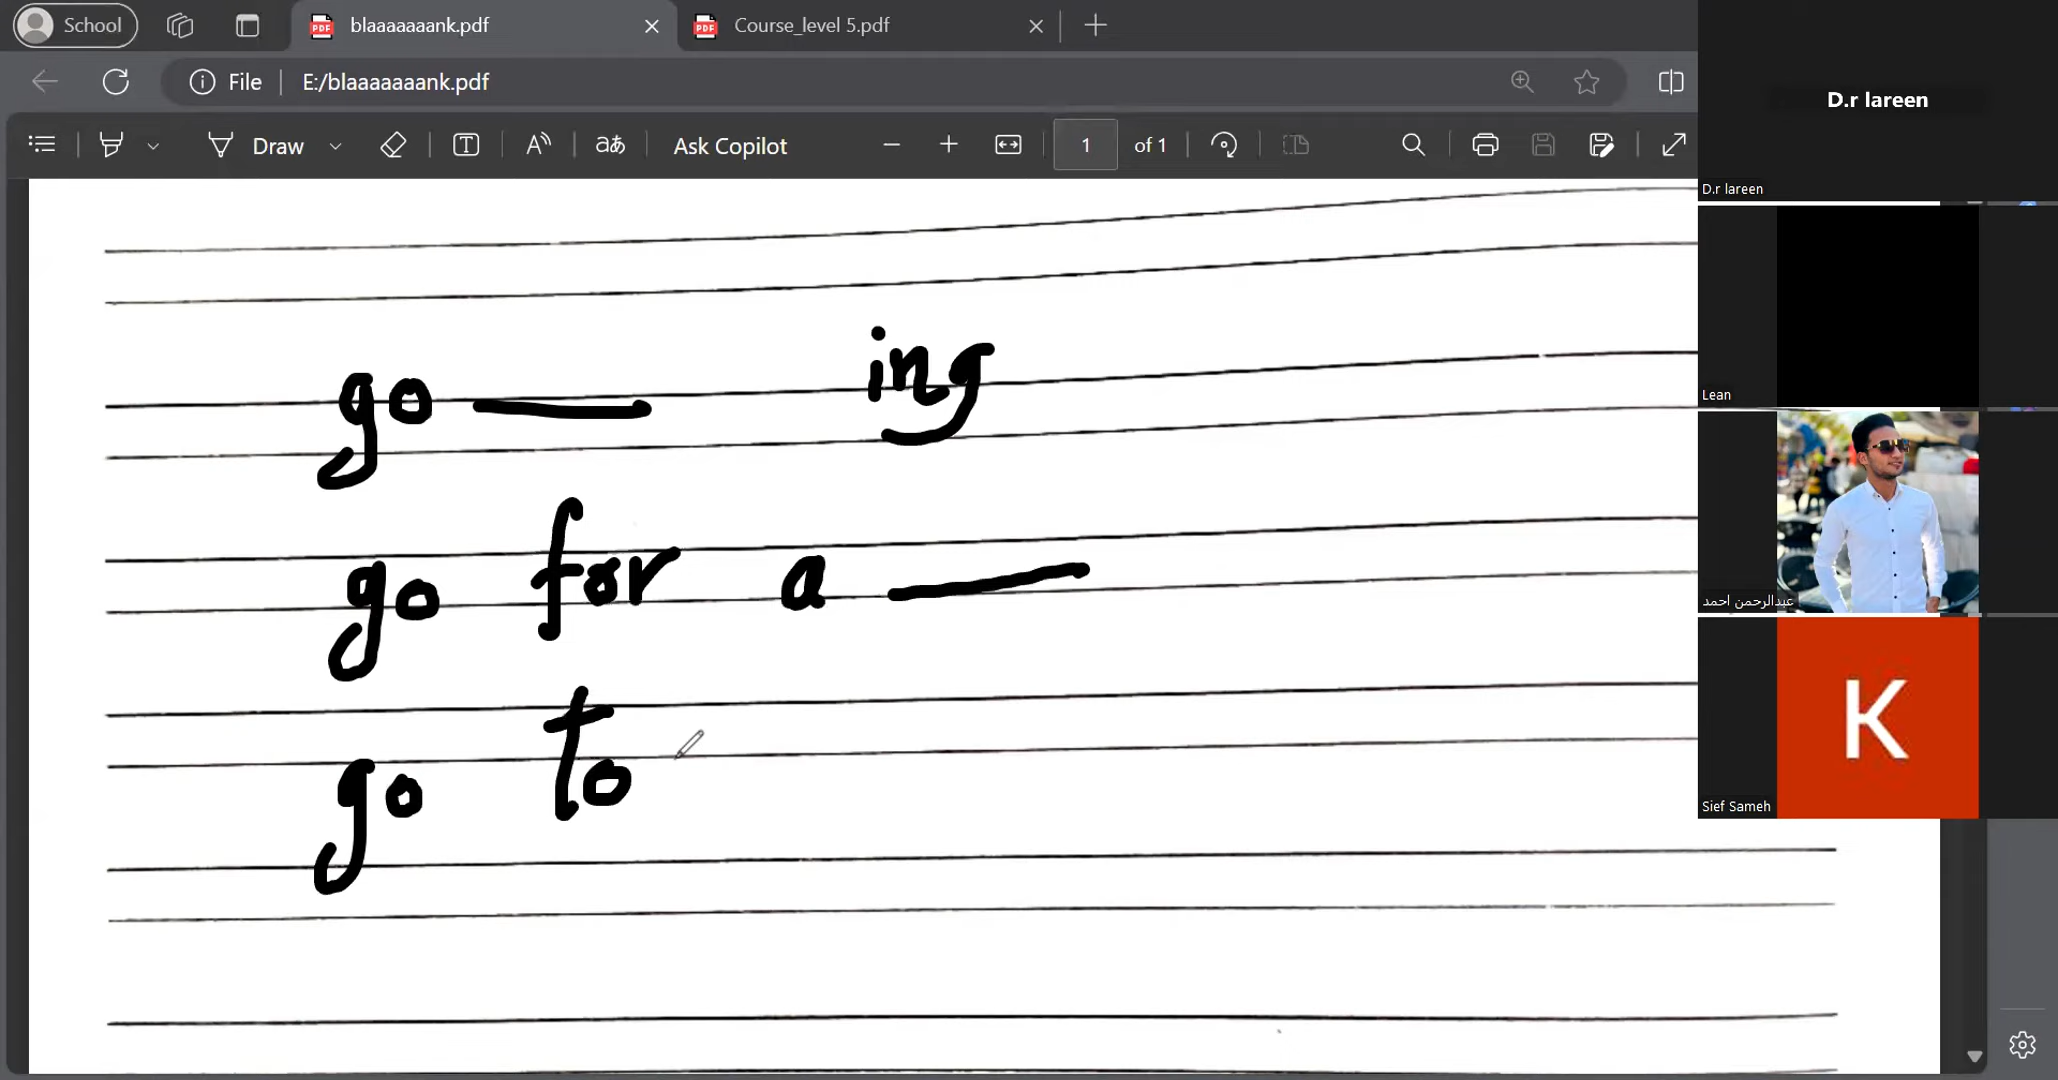 School
blaaaaaaank.pdf
Course_level 5.pdf
File
E:/blaaaaaaank.pdf
Draw
Ask Copilot
1
of 1
go ing
go for a
go to
D.r lareen
D.r lareen
Lean
عبدالرحمن احمد
K
Sief Sameh